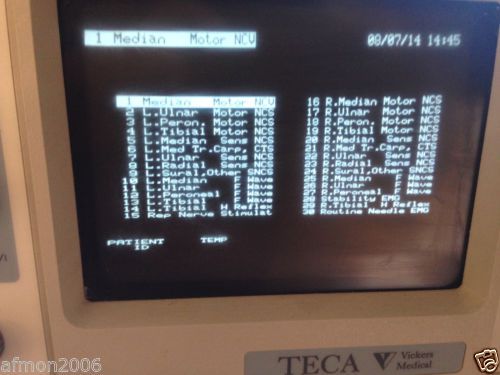 1 Median Motor NCV 08/07/14 14:45
1 Median Motor NCV
2 L.Ulnar Motor NCS
3 L.Peron. Motor NCS
4 L.Tibial Motor NCS
5 L.Median Sens NCS
6 L.Med Tr.Carp, CTS
7 L.Ulnar Sens NCS
8 L.Radial Sens NCS
9 L.Sural,Other SNCS
10 L.Median F Wave
11 L.Ulnar F Wave
12 L.Peroneal F Wave
13 L.Tibial F Wave
14 L.Tibial H Reflex
15 Rep Nerve Stimulat
16 R.Median Motor NCS
17 R.Ulnar Motor NCS
18 R.Peron. Motor NCS
19 R.Tibial Motor NCS
20 R.Median Sens NCS
21 R.Med Tr.Carp, CTS
22 R.Ulnar Sens NCS
23 R.Radial Sens NCS
24 R.Sural,Other SNCS
25 R.Median F Wave
26 R.Ulnar F Wave
27 R.Peroneal F Wave
28 Stability EMG
29 R.Tibial H Reflex
30 Routine Needle EMG
PATIENT TEMP
ID
TECA Vickers
Medical
afmon2006